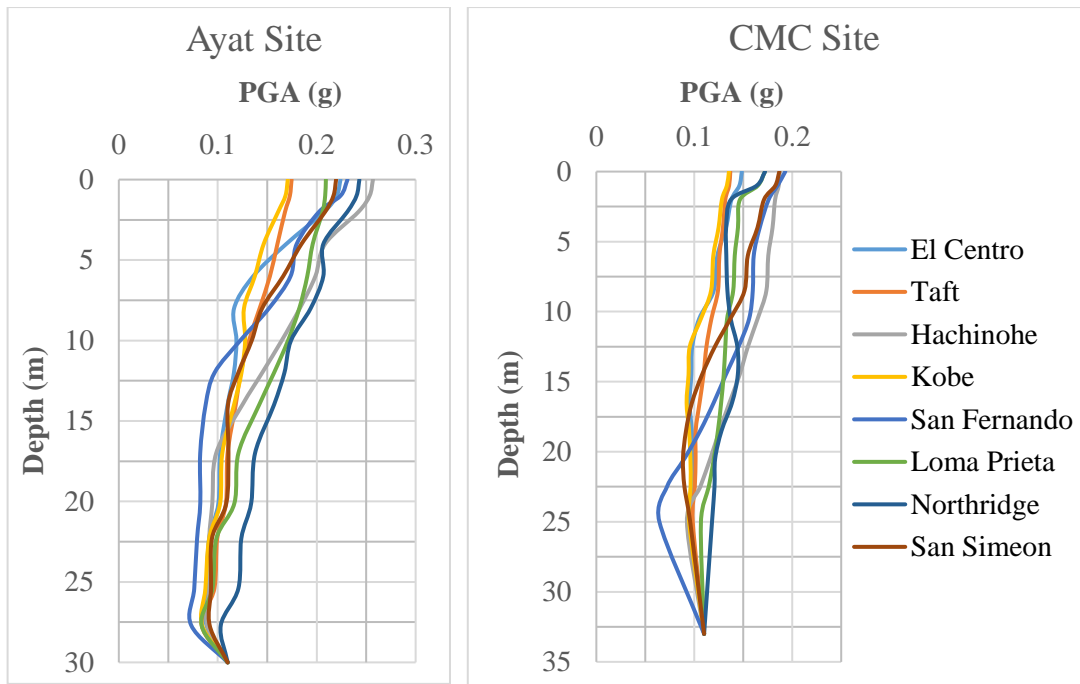 Ayat Site
PGA (g)
0 0.1 0.2 0.3
0
5
10
15
20
25
30
Depth (m)
CMC Site
PGA (g)
0 0.1 0.2
0
5
10
15
20
25
30
35
Depth (m)
El Centro
Taft
Hachinohe
Kobe
San Fernando
Loma Prieta
Northridge
San Simeon